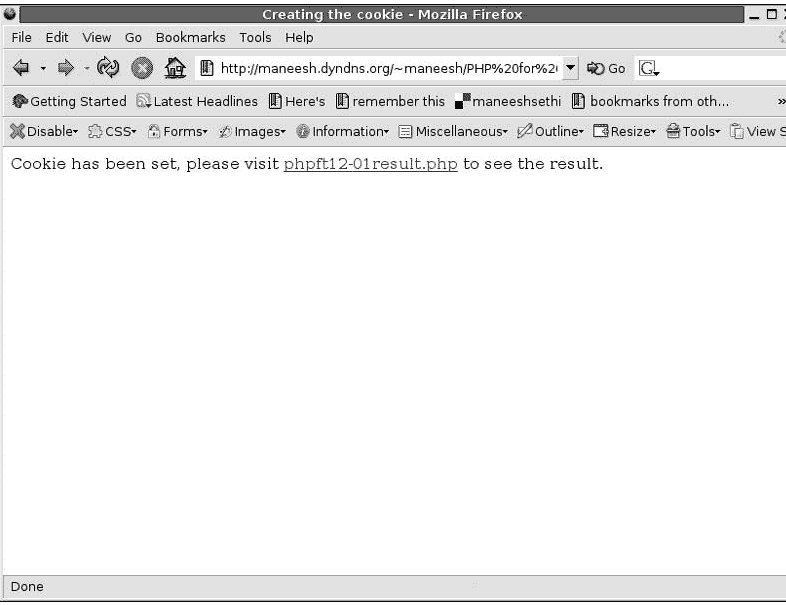 Creating the cookie - Mozilla Firefox
File Edit View Go Bookmarks Tools Help
http://maneesh.dyndns.org/~maneesh/PHP%20for%2 Go G
Getting Started Latest Headlines Here's remember this maneeshsethi bookmarks from oth... »
Disable CSS Forms Images Information Miscellaneous Outline Resize Tools View S
Cookie has been set, please visit phpft12-01result.php to see the result.
Done